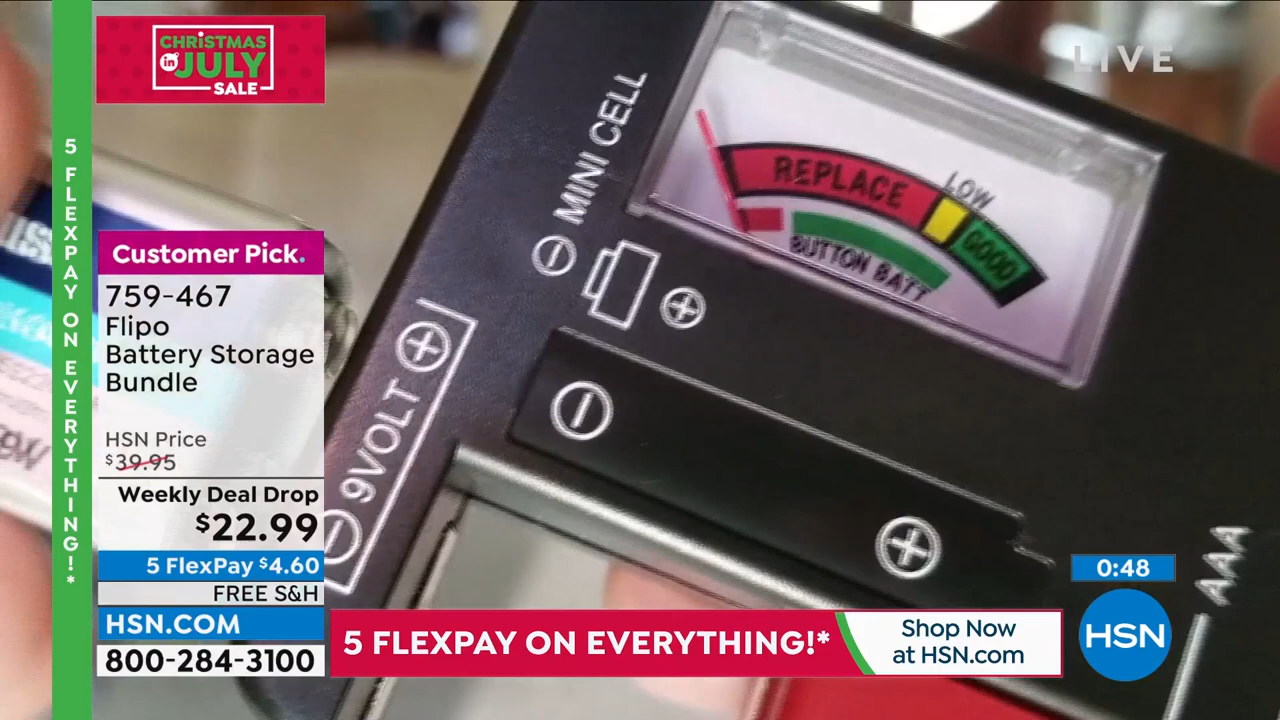 CHRISTMAS
in JULY
SALE
LIVE
5 FLEXPAY ON EVERYTHING!*
Customer Pick.
759-467
Flipo
Battery Storage
Bundle
HSN Price
$39.95
Weekly Deal Drop
$22.99
5 FlexPay $4.60
FREE S&H
HSN.COM
800-284-3100
MINI CELL
REPLACE
LOW
GOOD
BUTTON BATT
9VOLT
AAA
0:48
5 FLEXPAY ON EVERYTHING!*
Shop Now
at HSN.com
HSN